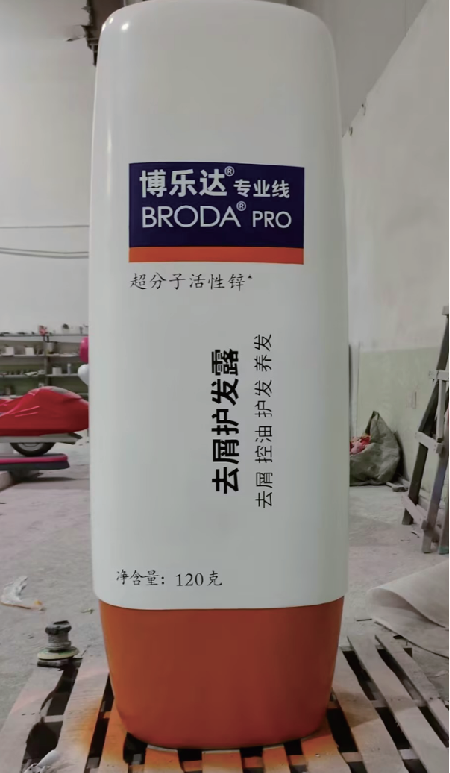 博乐达® 专业线
BRODA® PRO
超分子活性锌*
去屑护发露
去屑 控油 护发 养发
净含量：120克